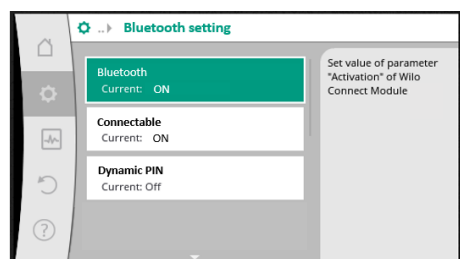 ..▸ Bluetooth setting
Bluetooth
Current: ON
Connectable
Current: ON
Dynamic PIN
Current: Off
Set value of parameter
"Activation" of Wilo
Connect Module
?